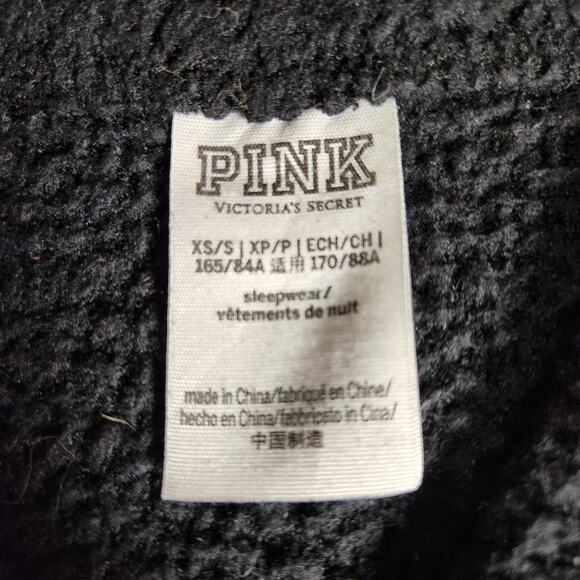 PINK
VICTORIA'S SECRET
XS/S | XP/P | ECH/CH |
165/84A 适用 170/88A
sleepwear/
vêtements de nuit
made in China/fabriqué en Chine/
hecho en China/fabbricato in Cina/
中国制造